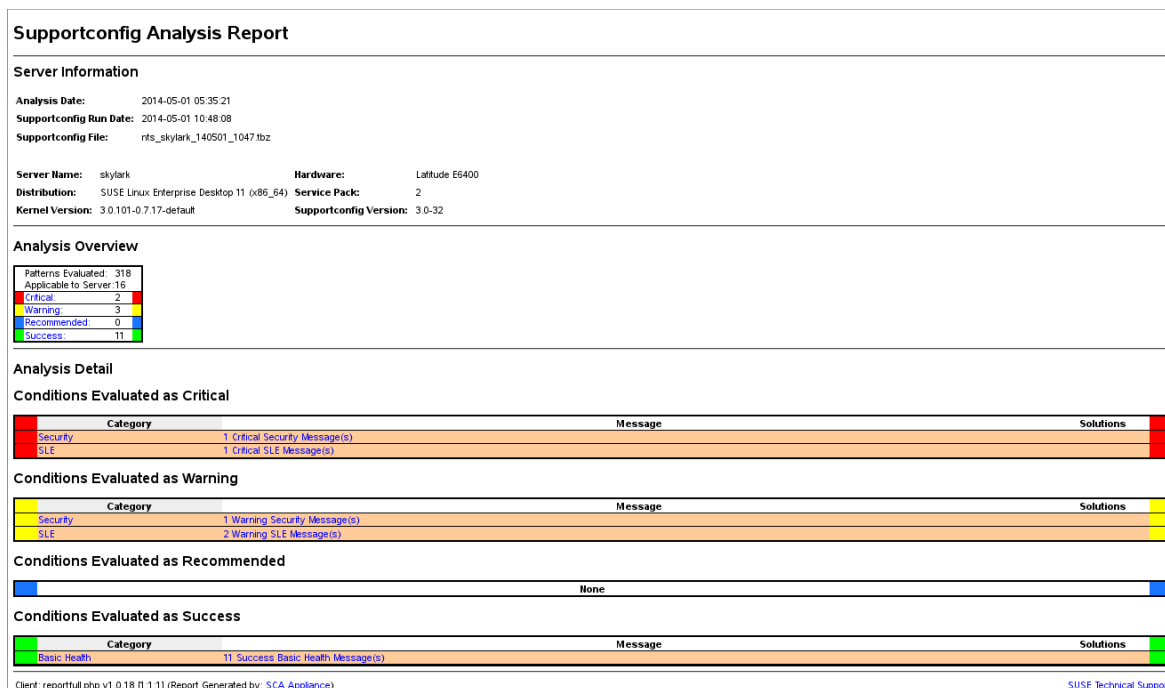 Supportconfig Analysis Report
Server Information
Analysis Date: 2014-05-01 05:35:21
Supportconfig Run Date: 2014-05-01 10:48:08
Supportconfig File: nts_skylark_140501_1047.tbz
Server Name: skylark Hardware: Latitude E6400
Distribution: SUSE Linux Enterprise Desktop 11 (x86_64) Service Pack: 2
Kernel Version: 3.0.101-0.7.17-default Supportconfig Version: 3.0-32
Analysis Overview
Patterns Evaluated: 318
Applicable to Server: 16
Critical: 2
Warning: 3
Recommended: 0
Success: 11
Analysis Detail
Conditions Evaluated as Critical
Category Message Solutions
Security 1 Critical Security Message(s)
SLE 1 Critical SLE Message(s)
Conditions Evaluated as Warning
Category Message Solutions
Security 1 Warning Security Message(s)
SLE 2 Warning SLE Message(s)
Conditions Evaluated as Recommended
None
Conditions Evaluated as Success
Category Message Solutions
Basic Health 11 Success Basic Health Message(s)
Client: reportfull.php v1.0.18 [1:1:1] (Report Generated by: SCA Appliance) SUSE Technical Suppo